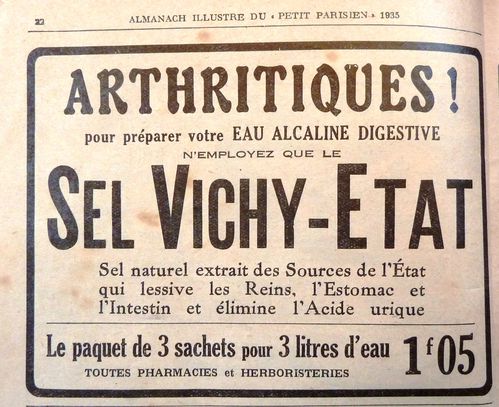 22 ALMANACH ILLUSTRE DU « PETIT PARISIEN » 1935
ARTHRITIQUES !
pour préparer votre EAU ALCALINE DIGESTIVE
N'EMPLOYEZ QUE LE
SEL VICHY-ETAT
Sel naturel extrait des Sources de l'État
qui lessive les Reins, l'Estomac et
l'Intestin et élimine l'Acide urique
Le paquet de 3 sachets pour 3 litres d'eau 1f05
TOUTES PHARMACIES et HERBORISTERIES